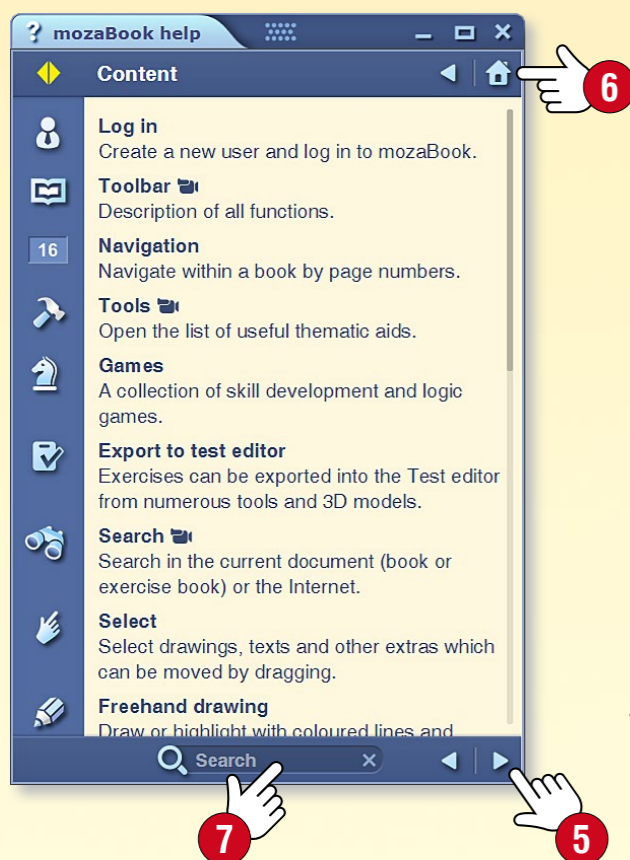 ? mozaBook help
Content
6
Log in
Create a new user and log in to mozaBook.
Toolbar
Description of all functions.
16
Navigation
Navigate within a book by page numbers.
Tools
Open the list of useful thematic aids.
Games
A collection of skill development and logic
games.
Export to test editor
Exercises can be exported into the Test editor
from numerous tools and 3D models.
Search
Search in the current document (book or
exercise book) or the Internet.
Select
Select drawings, texts and other extras which
can be moved by dragging.
Freehand drawing
Draw or highlight with coloured lines and
Search
7
5